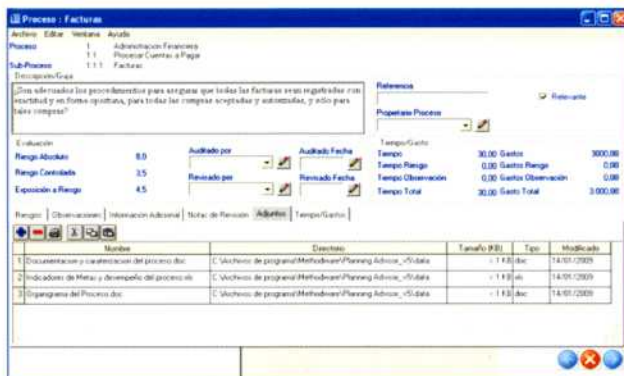 Proceso : Facturas
Archivo Editar Ventana Ayuda
Proceso 1 Administracion Financiera
1.1 Procesar Cuentas a Pagar
Sub-Proceso 1.1.1 Facturas
Descripción/Guía
¿Son adecuados los procedimientos para asegurar que todas las facturas sean registradas con
exactitud y en forma oportuna, para todas las compras aceptadas y autorizadas, y sólo para
tales compras?
Referencia
Relevante
Propietario Proceso
Evaluación
Riesgo Absoluto 8.0
Riesgo Controlado 3.5
Exposición a Riesgo 4.5
Auditado por Auditado Fecha
Revisado por Revisado Fecha
Tiempo/Gasto
Tiempo 30,00 Gastos 3000,00
Tiempo Riesgo 0,00 Gastos Riesgo 0,00
Tiempo Observación 0,00 Gastos Observación 0,00
Tiempo Total 30,00 Gasto Total 3.000,00
Riesgos Observaciones Información Adicional Notas de Revisión Adjuntos Tiempo/Gastos
Nombre Directorio Tamaño (KB) Tipo Modificado
1 Documentacion y caraterizacion del proceso.doc C:\Archivos de programa\Methodware\Planning Advisor_v5\data < 1 KB doc 14/01/2009
2 Indicadores de Metas y desempeño del proceso.xls C:\Archivos de programa\Methodware\Planning Advisor_v5\data < 1 KB xls 14/01/2009
3 Organigrama del Proceso.doc C:\Archivos de programa\Methodware\Planning Advisor_v5\data < 1 KB doc 14/01/2009